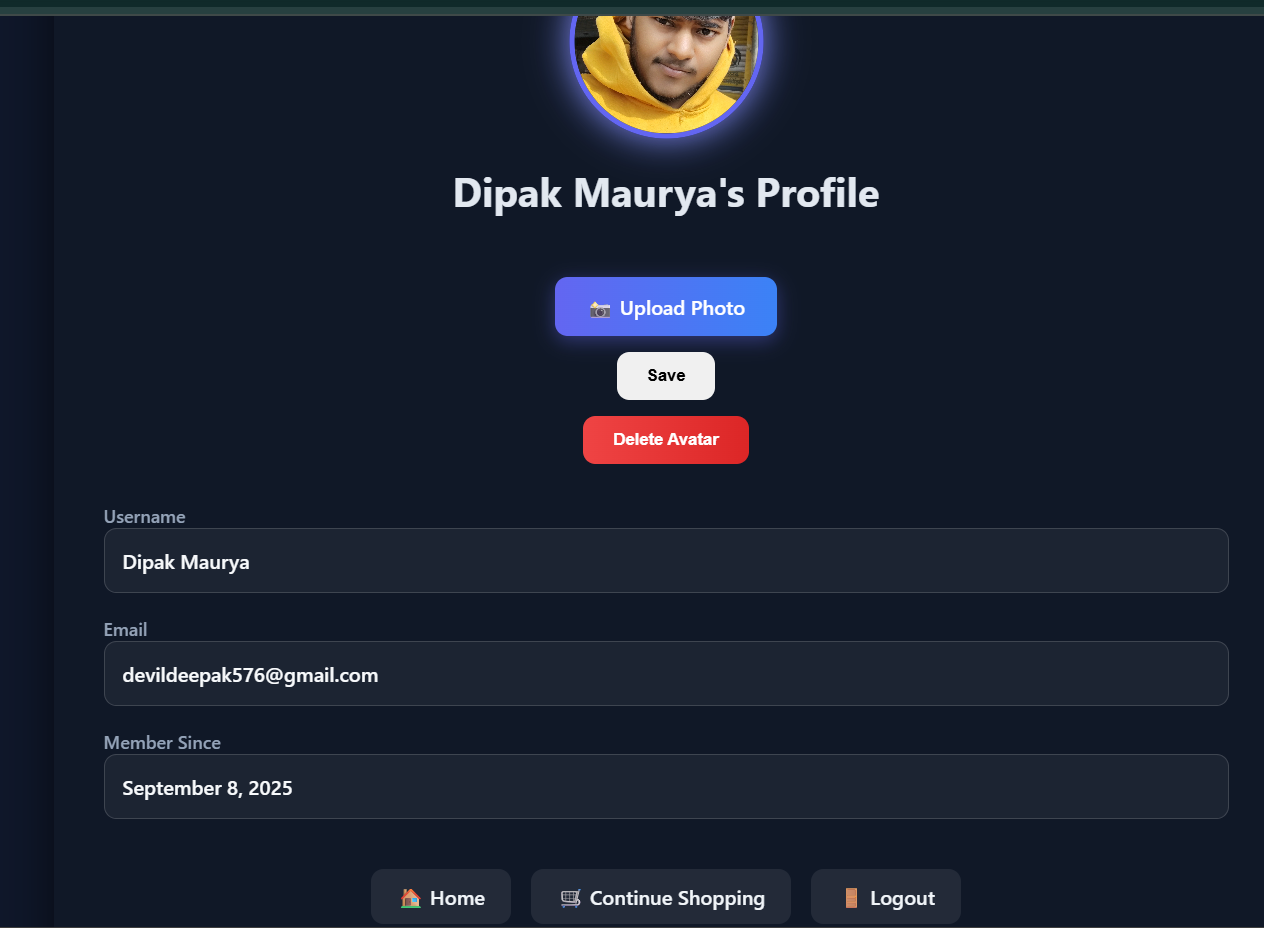 Dipak Maurya's Profile
Upload Photo
Save
Delete Avatar
Username
Dipak Maurya
Email
devildeepak576@gmail.com
Member Since
September 8, 2025
Home Continue Shopping Logout